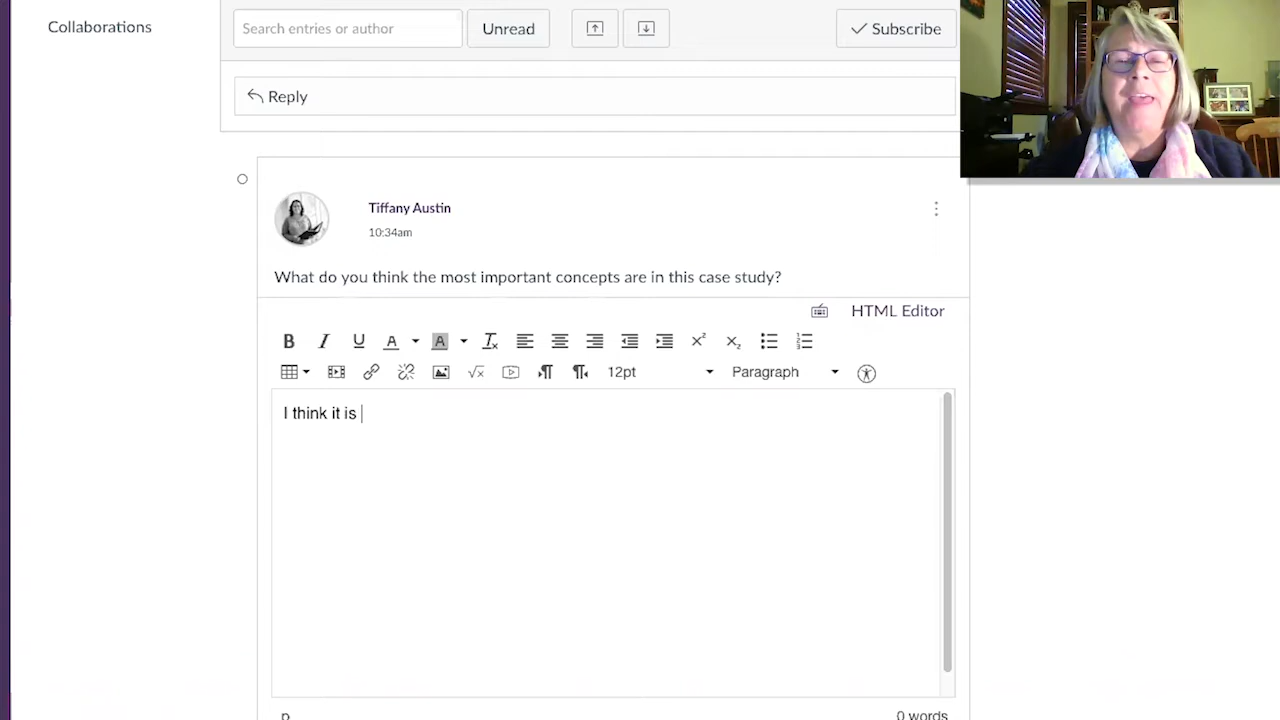 Collaborations
Search entries or author
Unread
Subscribe
Reply
Tiffany Austin
10:34am
What do you think the most important concepts are in this case study?
HTML Editor
12pt
Paragraph
I think it is
p
0 words